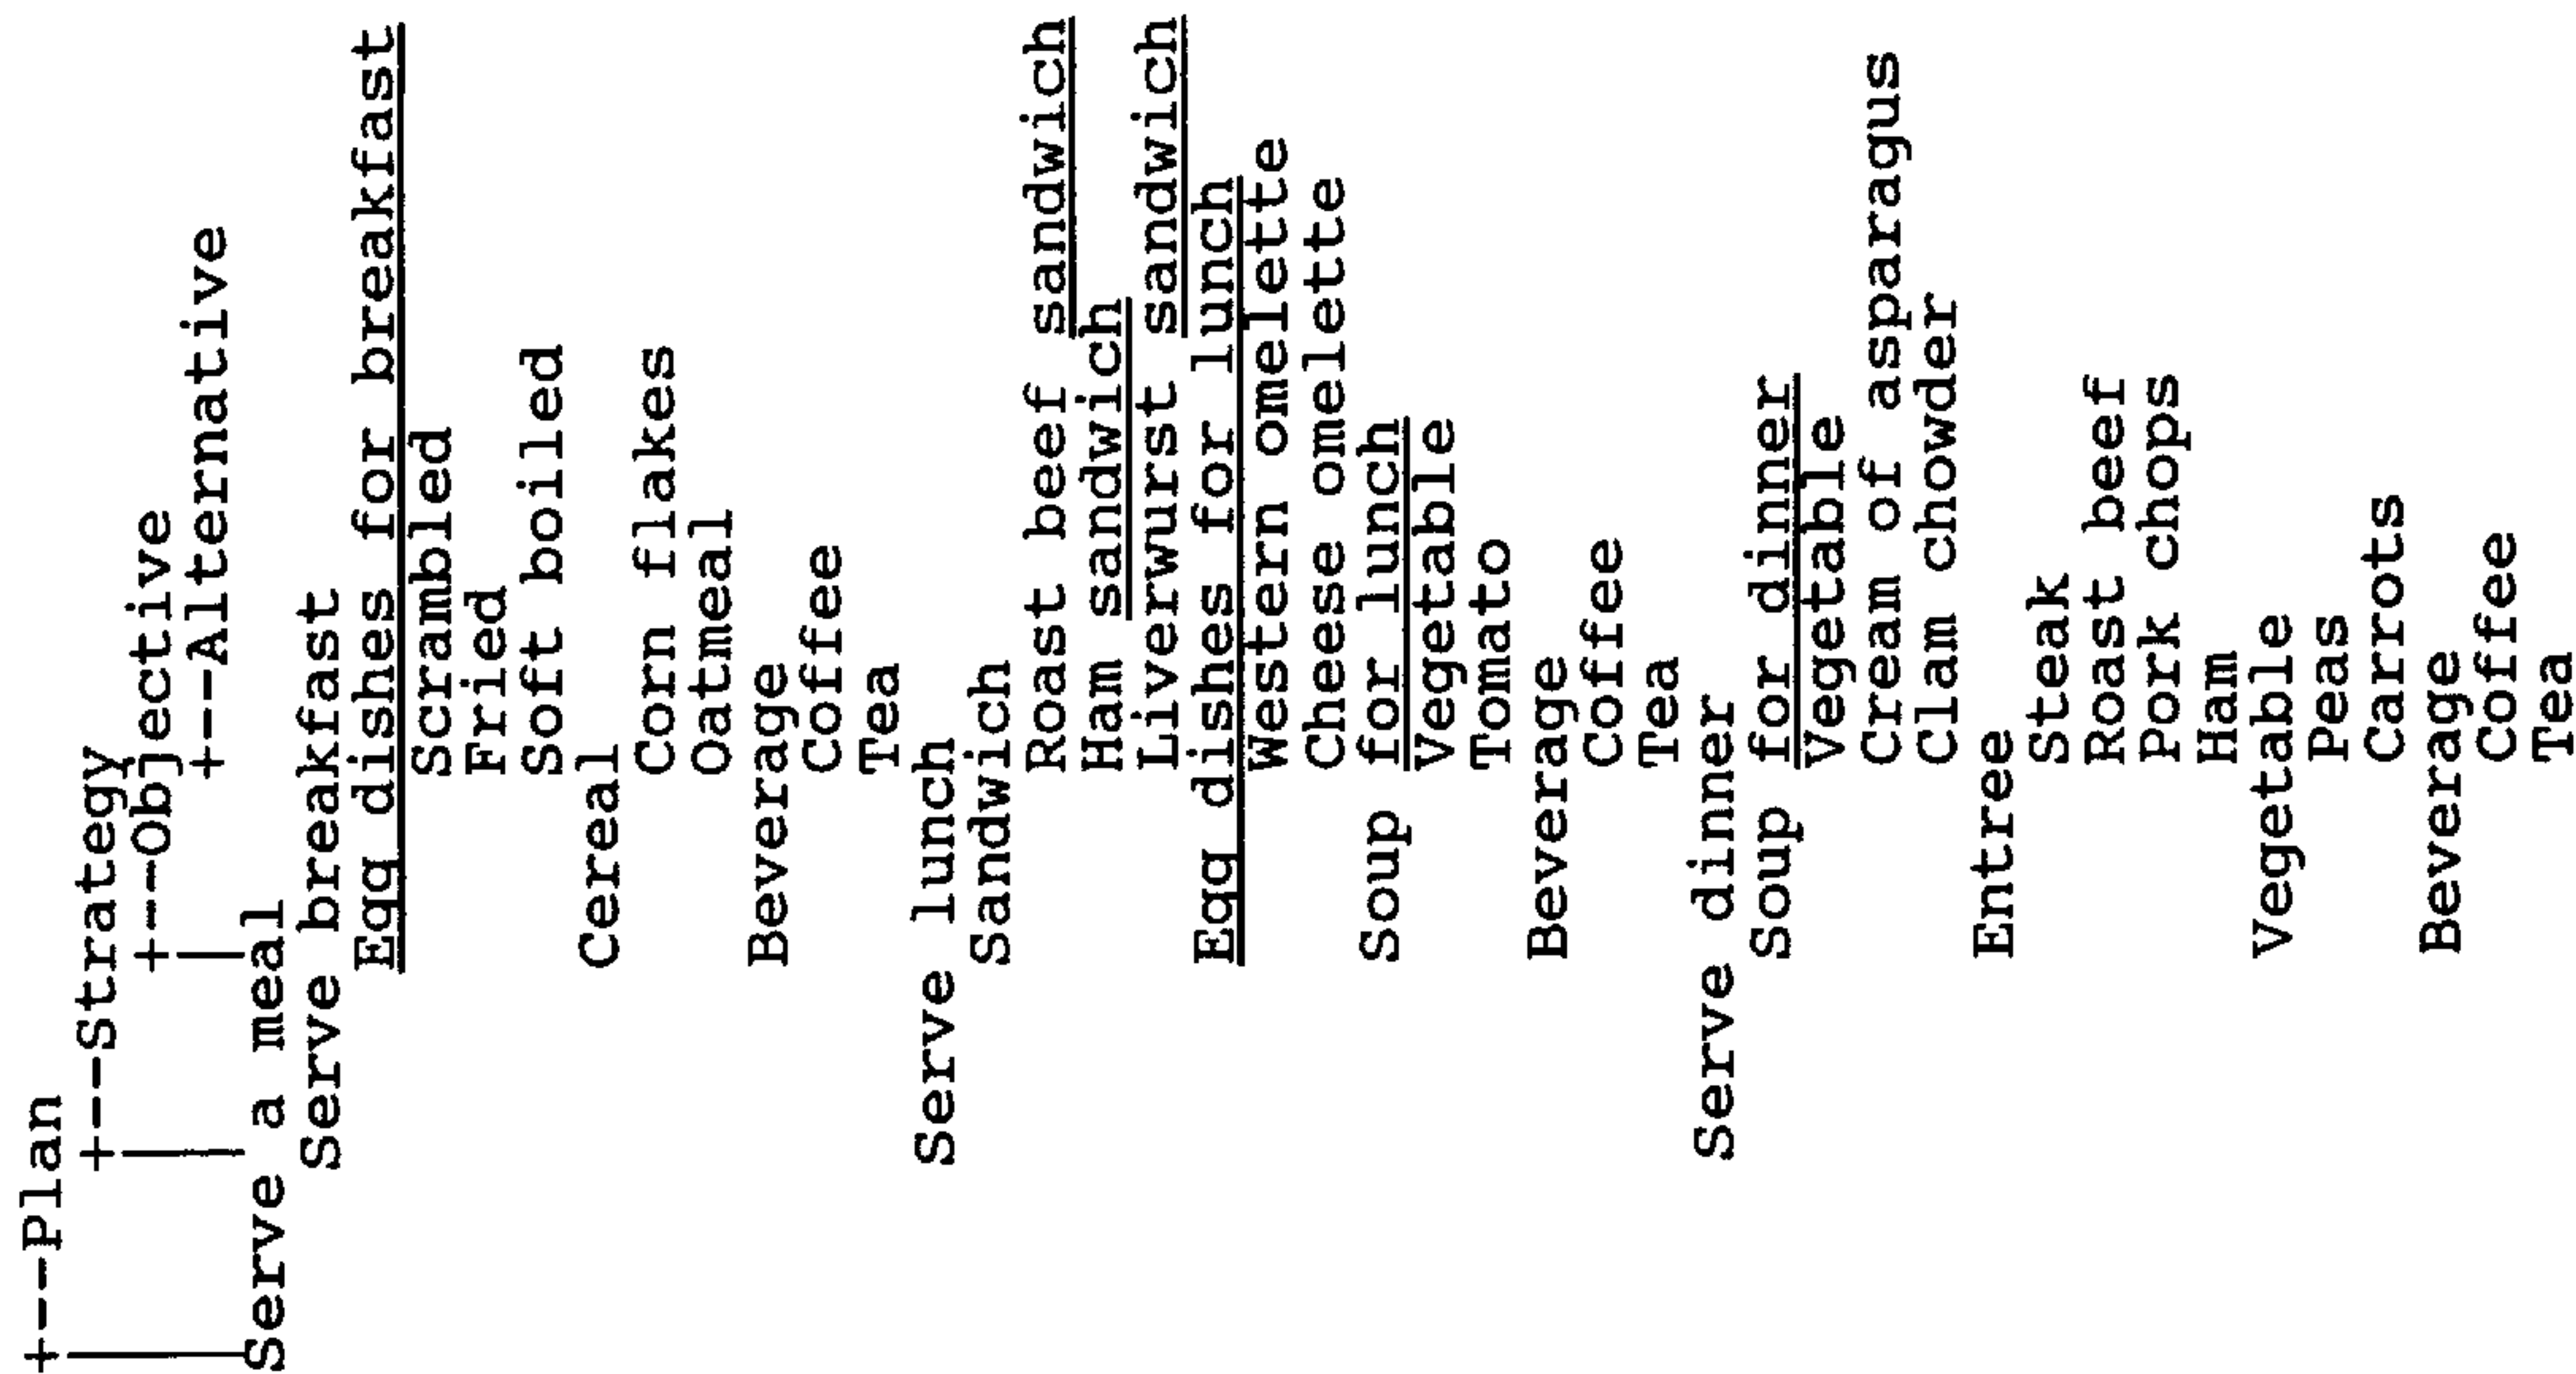 +---Plan
+---Strategy
+---Objective
+--Alternative
Serve a meal
Serve breakfast
Egg dishes for breakfast
Scrambled
Fried
Soft boiled
Cereal
Corn flakes
Oatmeal
Beverage
Coffee
Tea
Serve lunch
Sandwich
Roast beef sandwich
Ham sandwich
Liverwurst sandwich
Egg dishes for lunch
Western omelette
Cheese omelette
Soup for lunch
Vegetable
Tomato
Beverage
Coffee
Tea
Serve dinner
Soup for dinner
Vegetable
Cream of asparagus
Clam chowder
Entree
Steak
Roast beef
Pork chops
Ham
Vegetable
Peas
Carrots
Beverage
Coffee
Tea